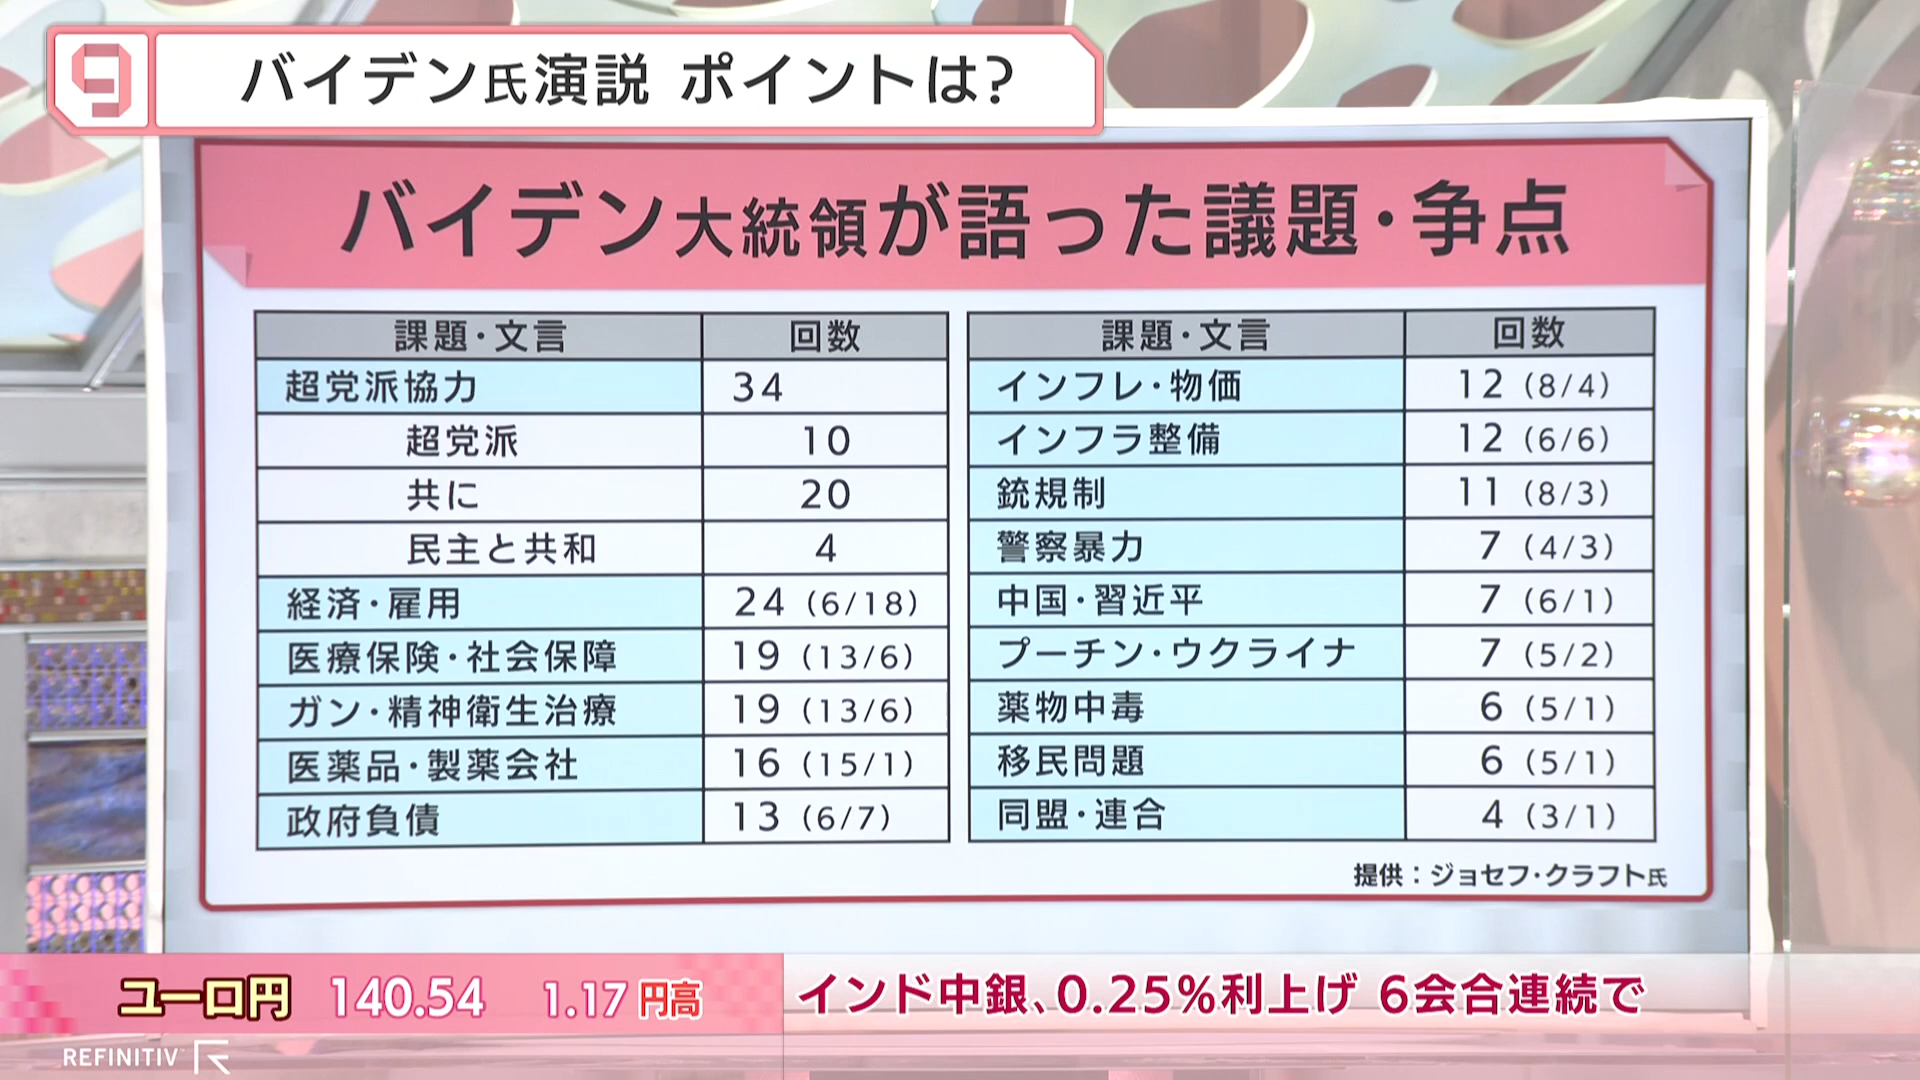 バイデン氏演説 ポイントは?
バイデン大統領が語った議題・争点
課題・文言 回数
超党派協力 34
超党派 10
共に 20
民主と共和 4
経済・雇用 24 (6/18)
医療保険・社会保障 19 (13/6)
ガン・精神衛生治療 19 (13/6)
医薬品・製薬会社 16 (15/1)
政府負債 13 (6/7)
課題・文言 回数
インフレ・物価 12 (8/4)
インフラ整備 12 (6/6)
銃規制 11 (8/3)
警察暴力 7 (4/3)
中国・習近平 7 (6/1)
プーチン・ウクライナ 7 (5/2)
薬物中毒 6 (5/1)
移民問題 6 (5/1)
同盟・連合 4 (3/1)
提供：ジョセフ・クラフト氏
ユーロ円 140.54 1.17円高
インド中銀、0.25%利上げ 6会合連続で
REFINITIV